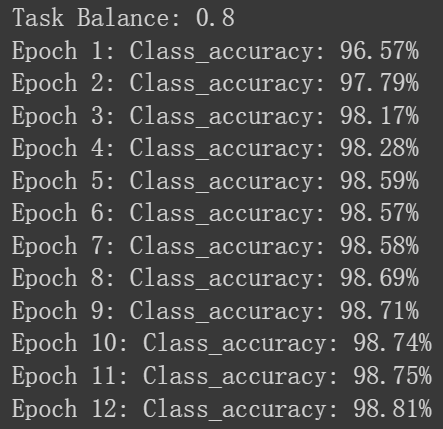 Task Balance: 0.8
Epoch 1: Class_accuracy: 96.57%
Epoch 2: Class_accuracy: 97.79%
Epoch 3: Class_accuracy: 98.17%
Epoch 4: Class_accuracy: 98.28%
Epoch 5: Class_accuracy: 98.59%
Epoch 6: Class_accuracy: 98.57%
Epoch 7: Class_accuracy: 98.58%
Epoch 8: Class_accuracy: 98.69%
Epoch 9: Class_accuracy: 98.71%
Epoch 10: Class_accuracy: 98.74%
Epoch 11: Class_accuracy: 98.75%
Epoch 12: Class_accuracy: 98.81%